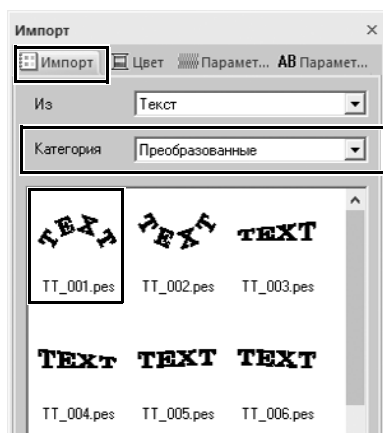 Импорт
Импорт Цвет Парамет... AB Парамет...
Из Текст
Категория Преобразованные
TEXT TEXT TEXT
TT_001.pes TT_002.pes TT_003.pes
TEXT TEXT TEXT
TT_004.pes TT_005.pes TT_006.pes